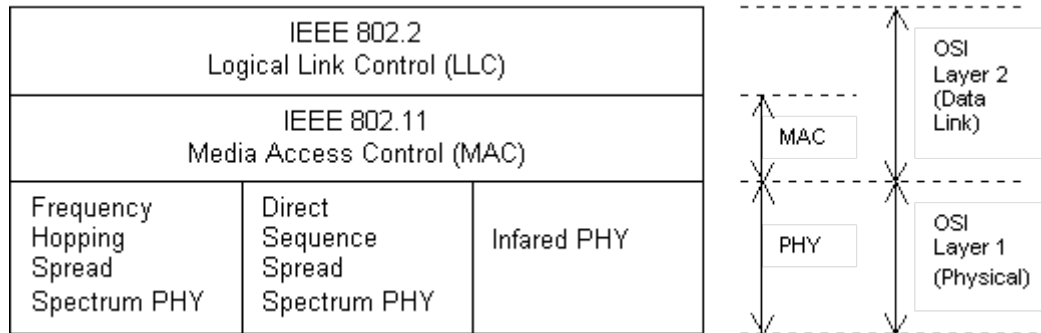 IEEE 802.2
Logical Link Control (LLC)
IEEE 802.11
Media Access Control (MAC)
Frequency
Hopping
Spread
Spectrum PHY
Direct
Sequence
Spread
Spectrum PHY
Infared PHY
MAC
PHY
OSI
Layer 2
(Data
Link)
OSI
Layer 1
(Physical)